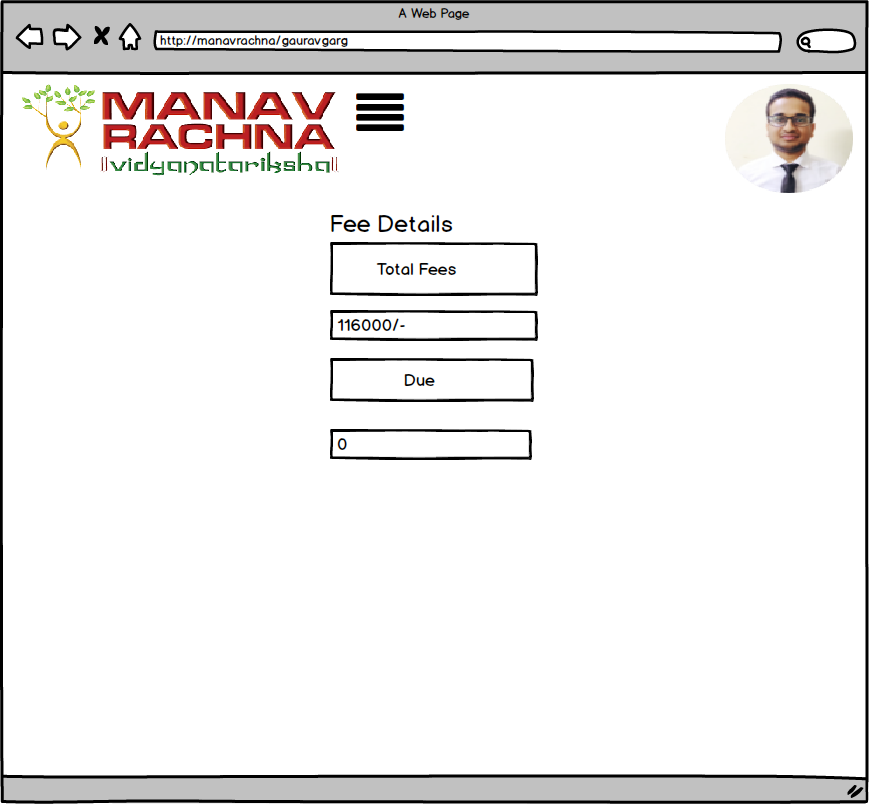 A Web Page
http://manavrachna/gauravgarg
MANAV
RACHNA
vidyanatariksha
Fee Details
Total Fees
116000/-
Due
0